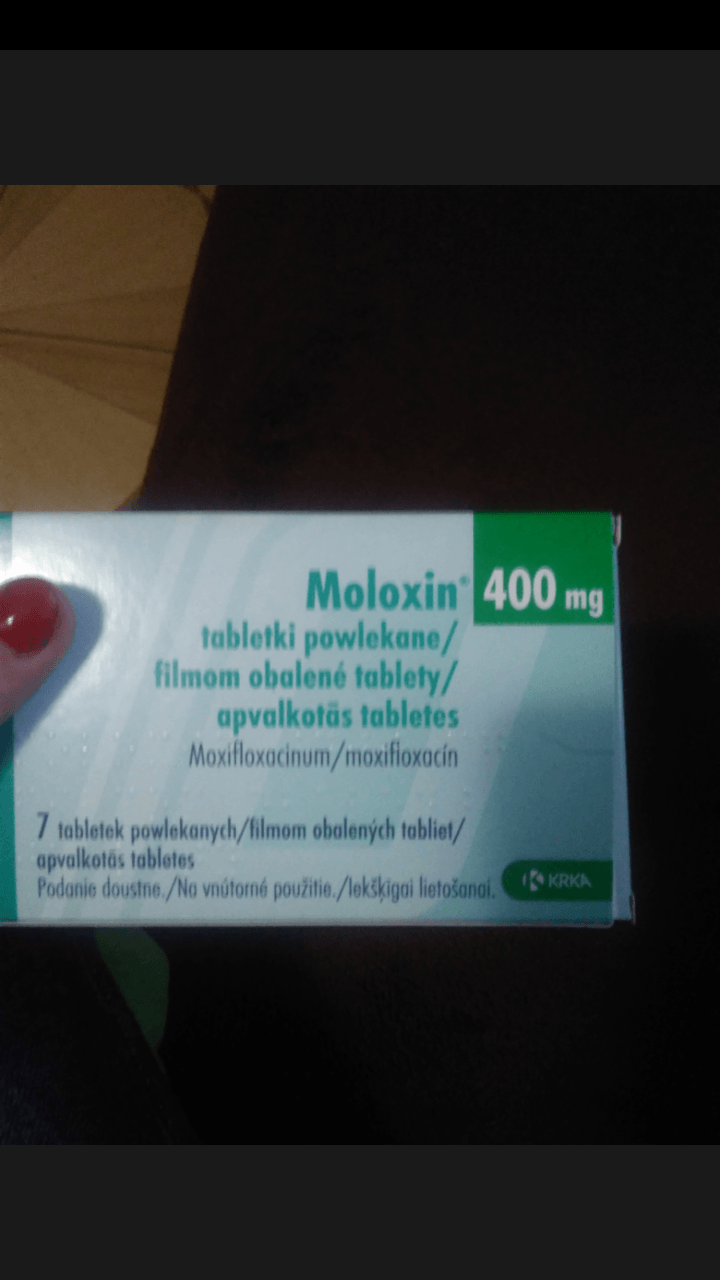 Moloxin® 400 mg
tabletki powlekane/
filmom obalené tablety/
apvalkotās tabletes
Moxifloxacinum/moxifloxacín
7 tabletek powlekanych/filmom obalených tabliet/
apvalkotās tabletes
Podanie doustne./Na vnútorné použitie./Iekšķīgai lietošanai.
KRKA